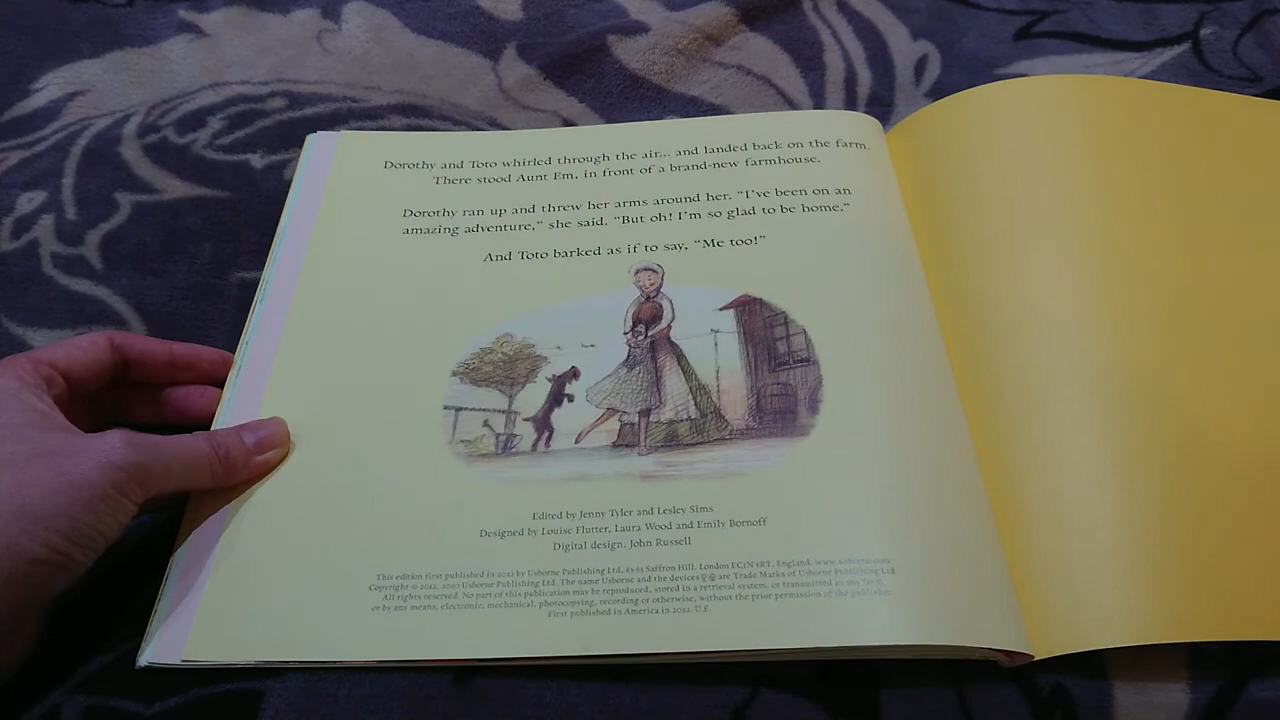 Dorothy and Toto whirled through the air... and landed back on the farm.
There stood Aunt Em, in front of a brand-new farmhouse.
Dorothy ran up and threw her arms around her. “I've been on an
amazing adventure,” she said. “But oh! I'm so glad to be home.”
And Toto barked as if to say, “Me too!”
Edited by Jenny Tyler and Lesley Sims
Designed by Louise Flutter, Laura Wood and Emily Bornoff
Digital design: John Russell
This edition first published in 2012 by Usborne Publishing Ltd, 83-85 Saffron Hill, London EC1N 8RT, England. www.usborne.com
Copyright © 2012, 2010 Usborne Publishing Ltd. The name Usborne and the devices are Trade Marks of Usborne Publishing Ltd.
All rights reserved. No part of this publication may be reproduced, stored in a retrieval system, or transmitted in any form
or by any means, electronic, mechanical, photocopying, recording or otherwise, without the prior permission of the publisher.
First published in America in 2012. U.E.